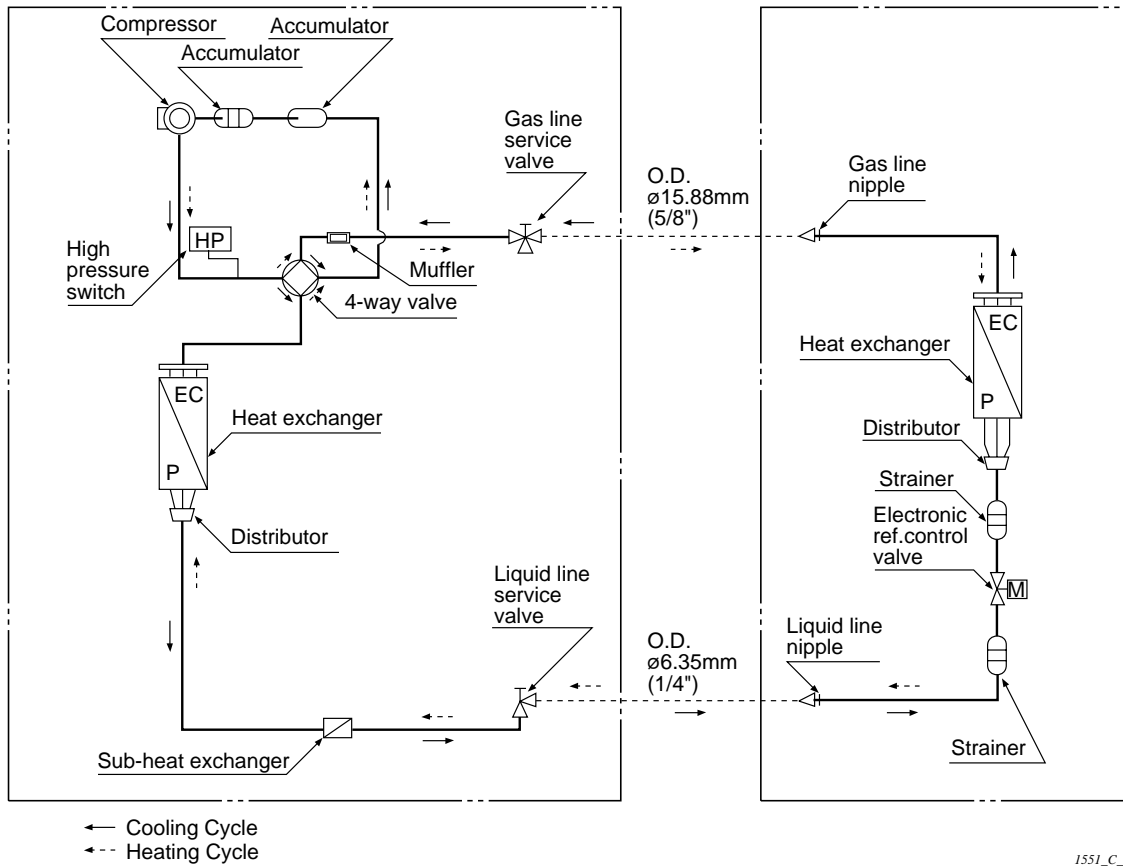 Compressor
Accumulator
Accumulator
Gas line
service
valve
O.D.
ø15.88mm
(5/8")
Gas line
nipple
HP
High
pressure
switch
Muffler
4-way valve
EC
Heat exchanger
P
EC
Heat exchanger
P
Distributor
Strainer
Electronic
ref.control
valve
M
Distributor
Liquid line
service
valve
O.D.
ø6.35mm
(1/4")
Liquid line
nipple
Sub-heat exchanger
Strainer
Cooling Cycle
Heating Cycle
1551_C_